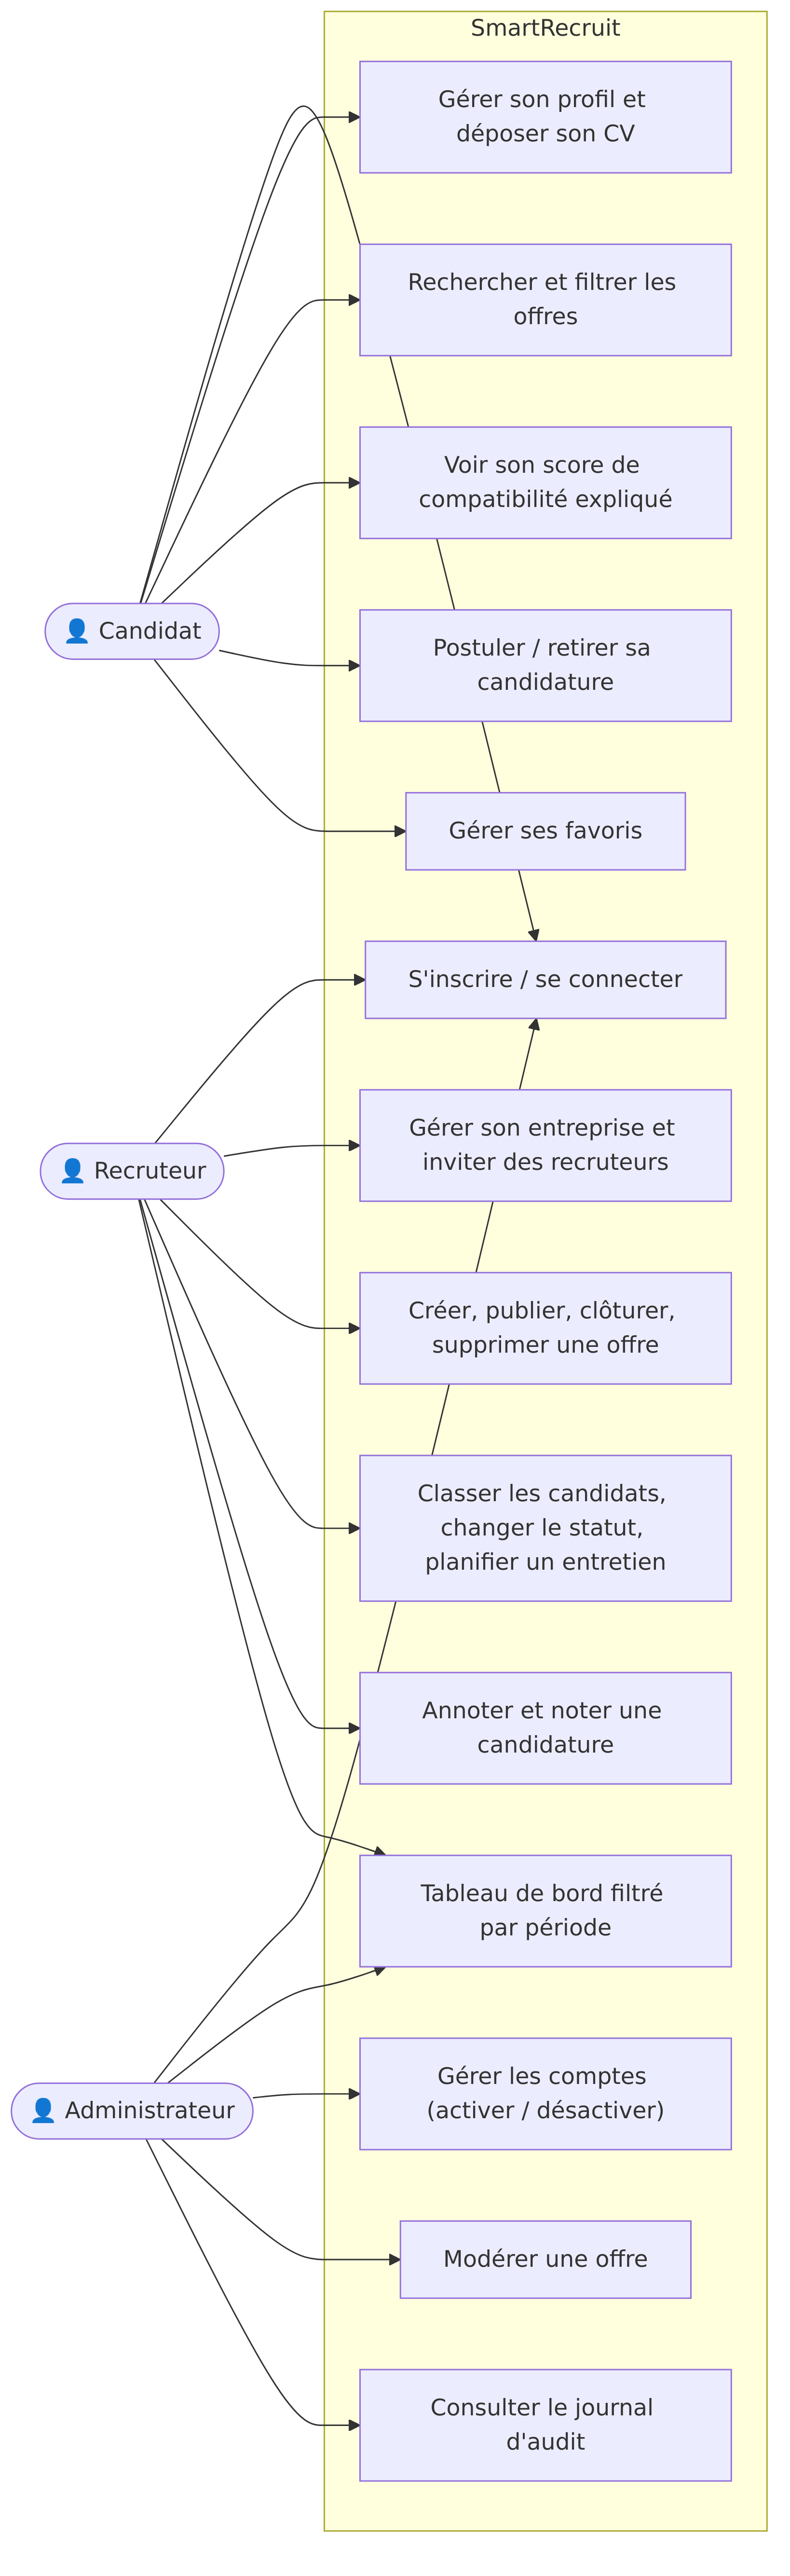 SmartRecruit
Gérer son profil et
déposer son CV
Rechercher et filtrer les
offres
Voir son score de
compatibilité expliqué
👤 Candidat
Postuler / retirer sa
candidature
Gérer ses favoris
S'inscrire / se connecter
Gérer son entreprise et
inviter des recruteurs
👤 Recruteur
Créer, publier, clôturer,
supprimer une offre
Classer les candidats,
changer le statut,
planifier un entretien
Annoter et noter une
candidature
Tableau de bord filtré
par période
Gérer les comptes
(activer / désactiver)
👤 Administrateur
Modérer une offre
Consulter le journal
d'audit